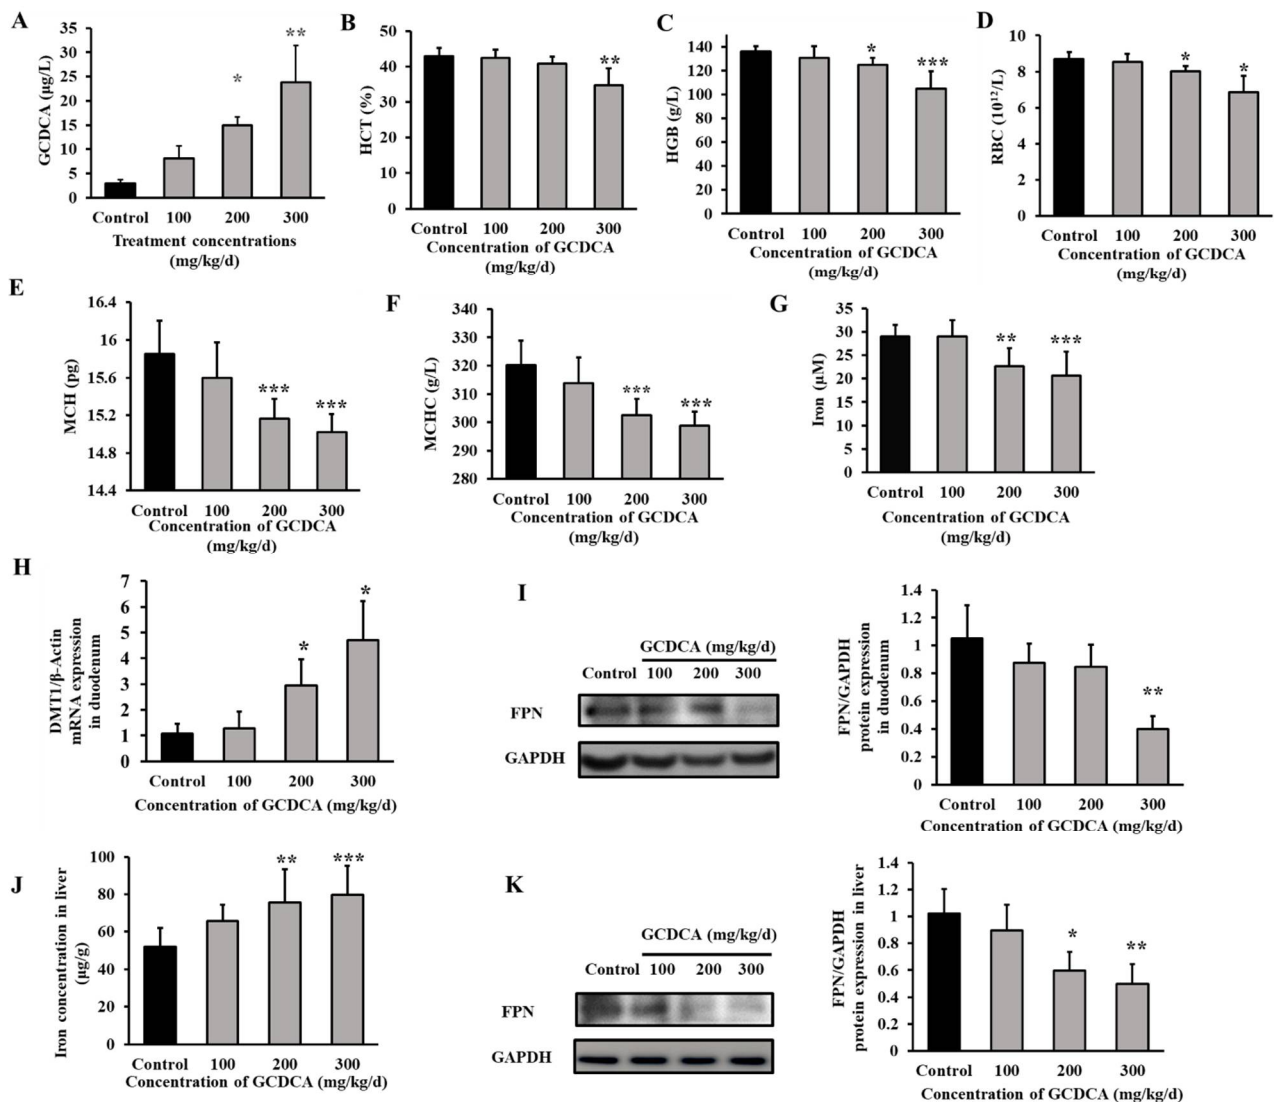 A
GCDCA (µg/L)
35
30
25
20
15
10
5
0
*
**
Control 100 200 300
Treatment concentrations
(mg/kg/d)
B
HCT (%)
50
40
30
20
10
0
**
Control 100 200 300
Concentration of GCDCA
(mg/kg/d)
C
HGB (g/L)
140
120
100
80
60
40
20
0
*
***
Control 100 200 300
Concentration of GCDCA
(mg/kg/d)
D
RBC (10¹²/L)
10
8
6
4
2
0
*
*
Control 100 200 300
Concentration of GCDCA
(mg/kg/d)
E
MCH (pg)
16.4
16
15.6
15.2
14.8
14.4
***
***
Control 100 200 300
Concentration of GCDCA
(mg/kg/d)
F
MCHC (g/L)
340
330
320
310
300
290
280
***
***
Control 100 200 300
Concentration of GCDCA
(mg/kg/d)
G
Iron (µM)
35
30
25
20
15
10
5
0
**
***
Control 100 200 300
Concentration of GCDCA
(mg/kg/d)
H
DMT1/β-Actin
mRNA expression
in duodenum
7
6
5
4
3
2
1
0
*
*
Control 100 200 300
Concentration of GCDCA (mg/kg/d)
I
GCDCA (mg/kg/d)
Control 100 200 300
FPN
GAPDH
FPN/GAPDH
protein expression
in duodenum
1.4
1.2
1
0.8
0.6
0.4
0.2
0
**
Control 100 200 300
Concentration of GCDCA (mg/kg/d)
J
Iron concentration in liver
(µg/g)
100
80
60
40
20
0
**
***
Control 100 200 300
Concentration of GCDCA (mg/kg/d)
K
GCDCA (mg/kg/d)
Control 100 200 300
FPN
GAPDH
FPN/GAPDH
protein expression in liver
1.4
1.2
1
0.8
0.6
0.4
0.2
0
*
**
Control 100 200 300
Concentration of GCDCA (mg/kg/d)